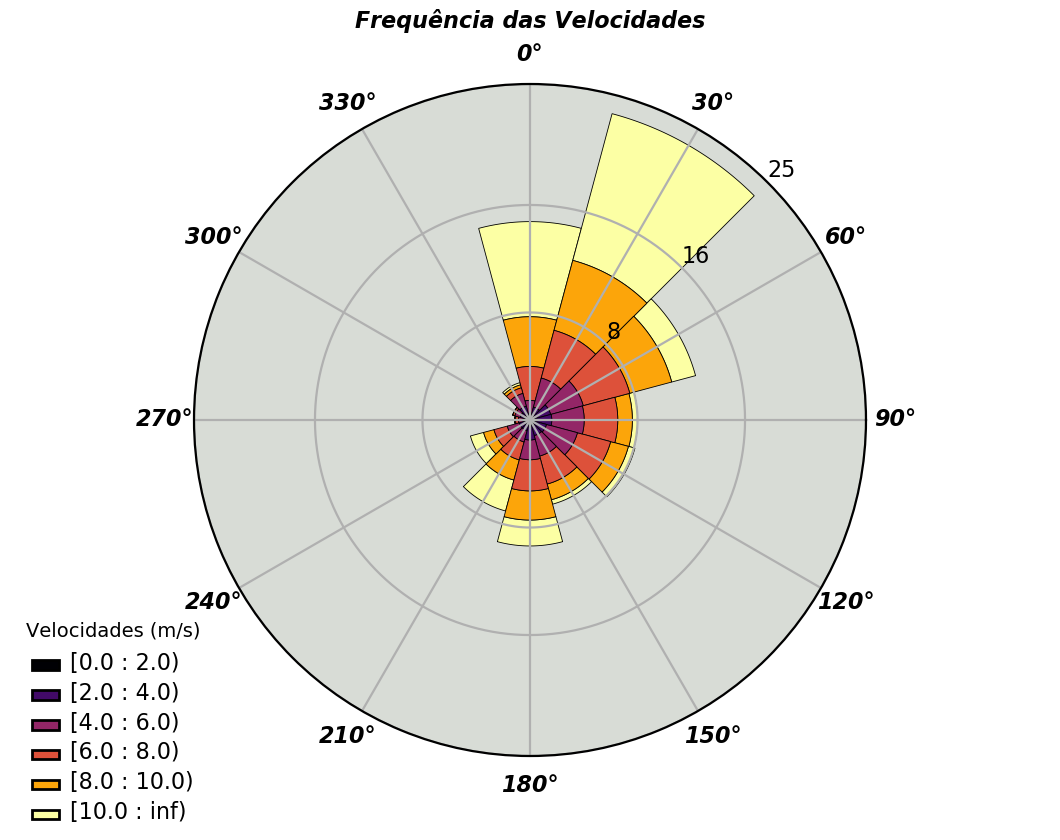 Frequência das Velocidades
0°
30°
60°
90°
120°
150°
180°
210°
240°
270°
300°
330°
8
16
25
Velocidades (m/s)
[0.0 : 2.0)
[2.0 : 4.0)
[4.0 : 6.0)
[6.0 : 8.0)
[8.0 : 10.0)
[10.0 : inf)